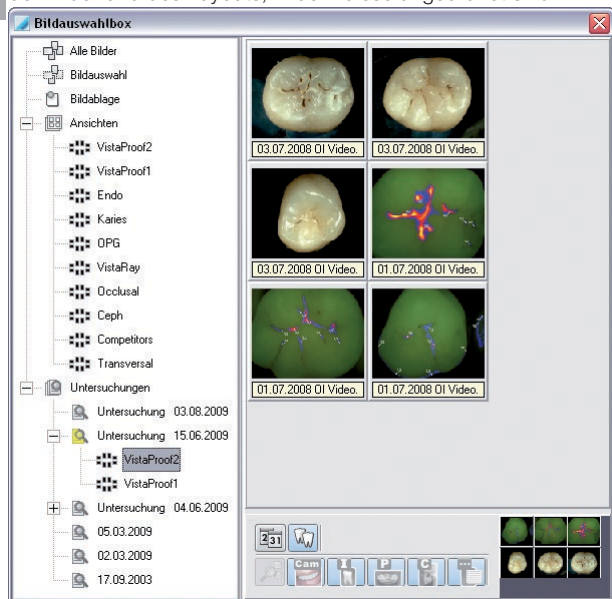 Bildauswahlbox
Alle Bilder
Bildauswahl
Bildablage
Ansichten
VistaProof2
VistaProof1
Endo
Karies
OPG
VistaRay
Occlusal
Ceph
Competitors
Transversal
Untersuchungen
Untersuchung 03.08.2009
Untersuchung 15.06.2009
VistaProof2
VistaProof1
Untersuchung 04.06.2009
05.03.2009
02.03.2009
17.09.2003
03.07.2008 OI Video.
03.07.2008 OI Video.
03.07.2008 OI Video.
01.07.2008 OI Video.
01.07.2008 OI Video.
01.07.2008 OI Video.
2 31
Cam I P C